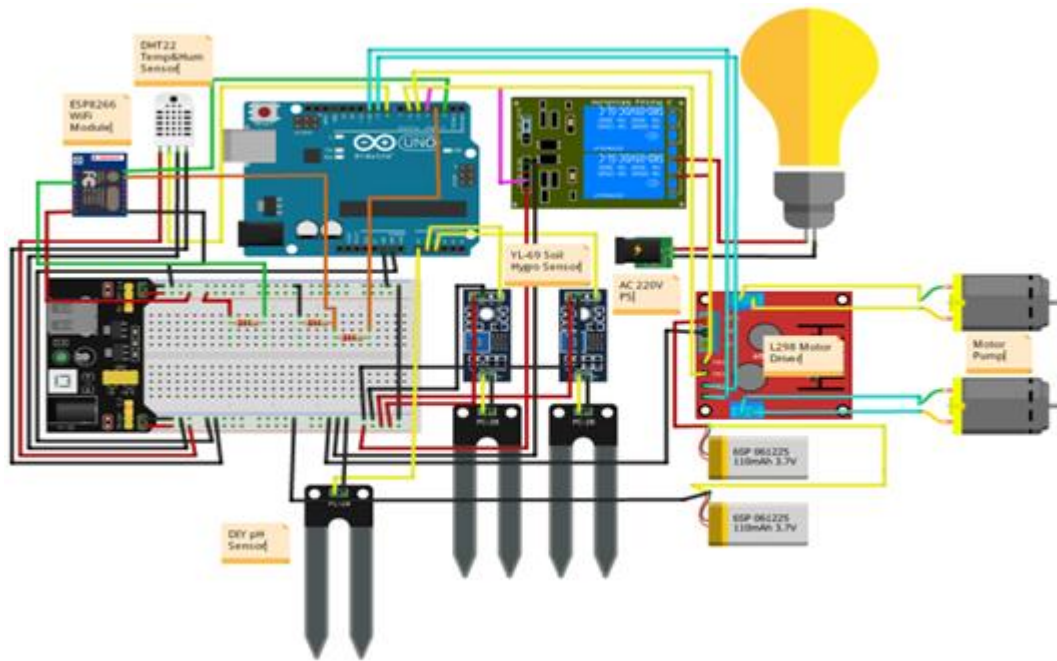 DHT22
Temp&Hum
Sensor
ESP8266
WiFi
Module
UNO
YL-69 Soil
Hygro Sensor
AC 220V
PS
L298 Motor
Driver
Motor
Pump
6SP 061225
110mAh 3.7V
6SP 061225
110mAh 3.7V
DIY pH
Sensor